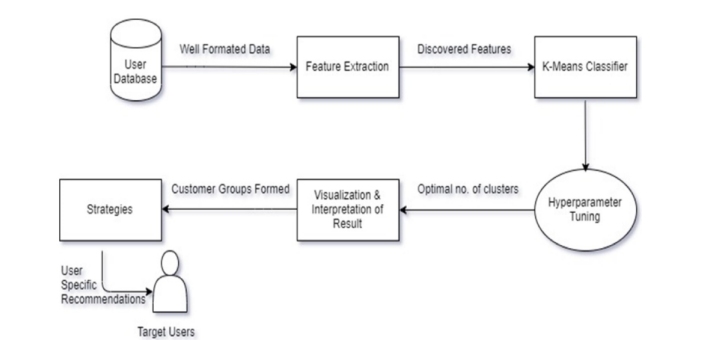 Well Formated Data
Discovered Features
User
Database
Feature Extraction
K-Means Classifier
Customer Groups Formed
Optimal no. of clusters
Strategies
Visualization &
Interpretation of
Result
Hyperparameter
Tuning
User
Specific
Recommendations
Target Users